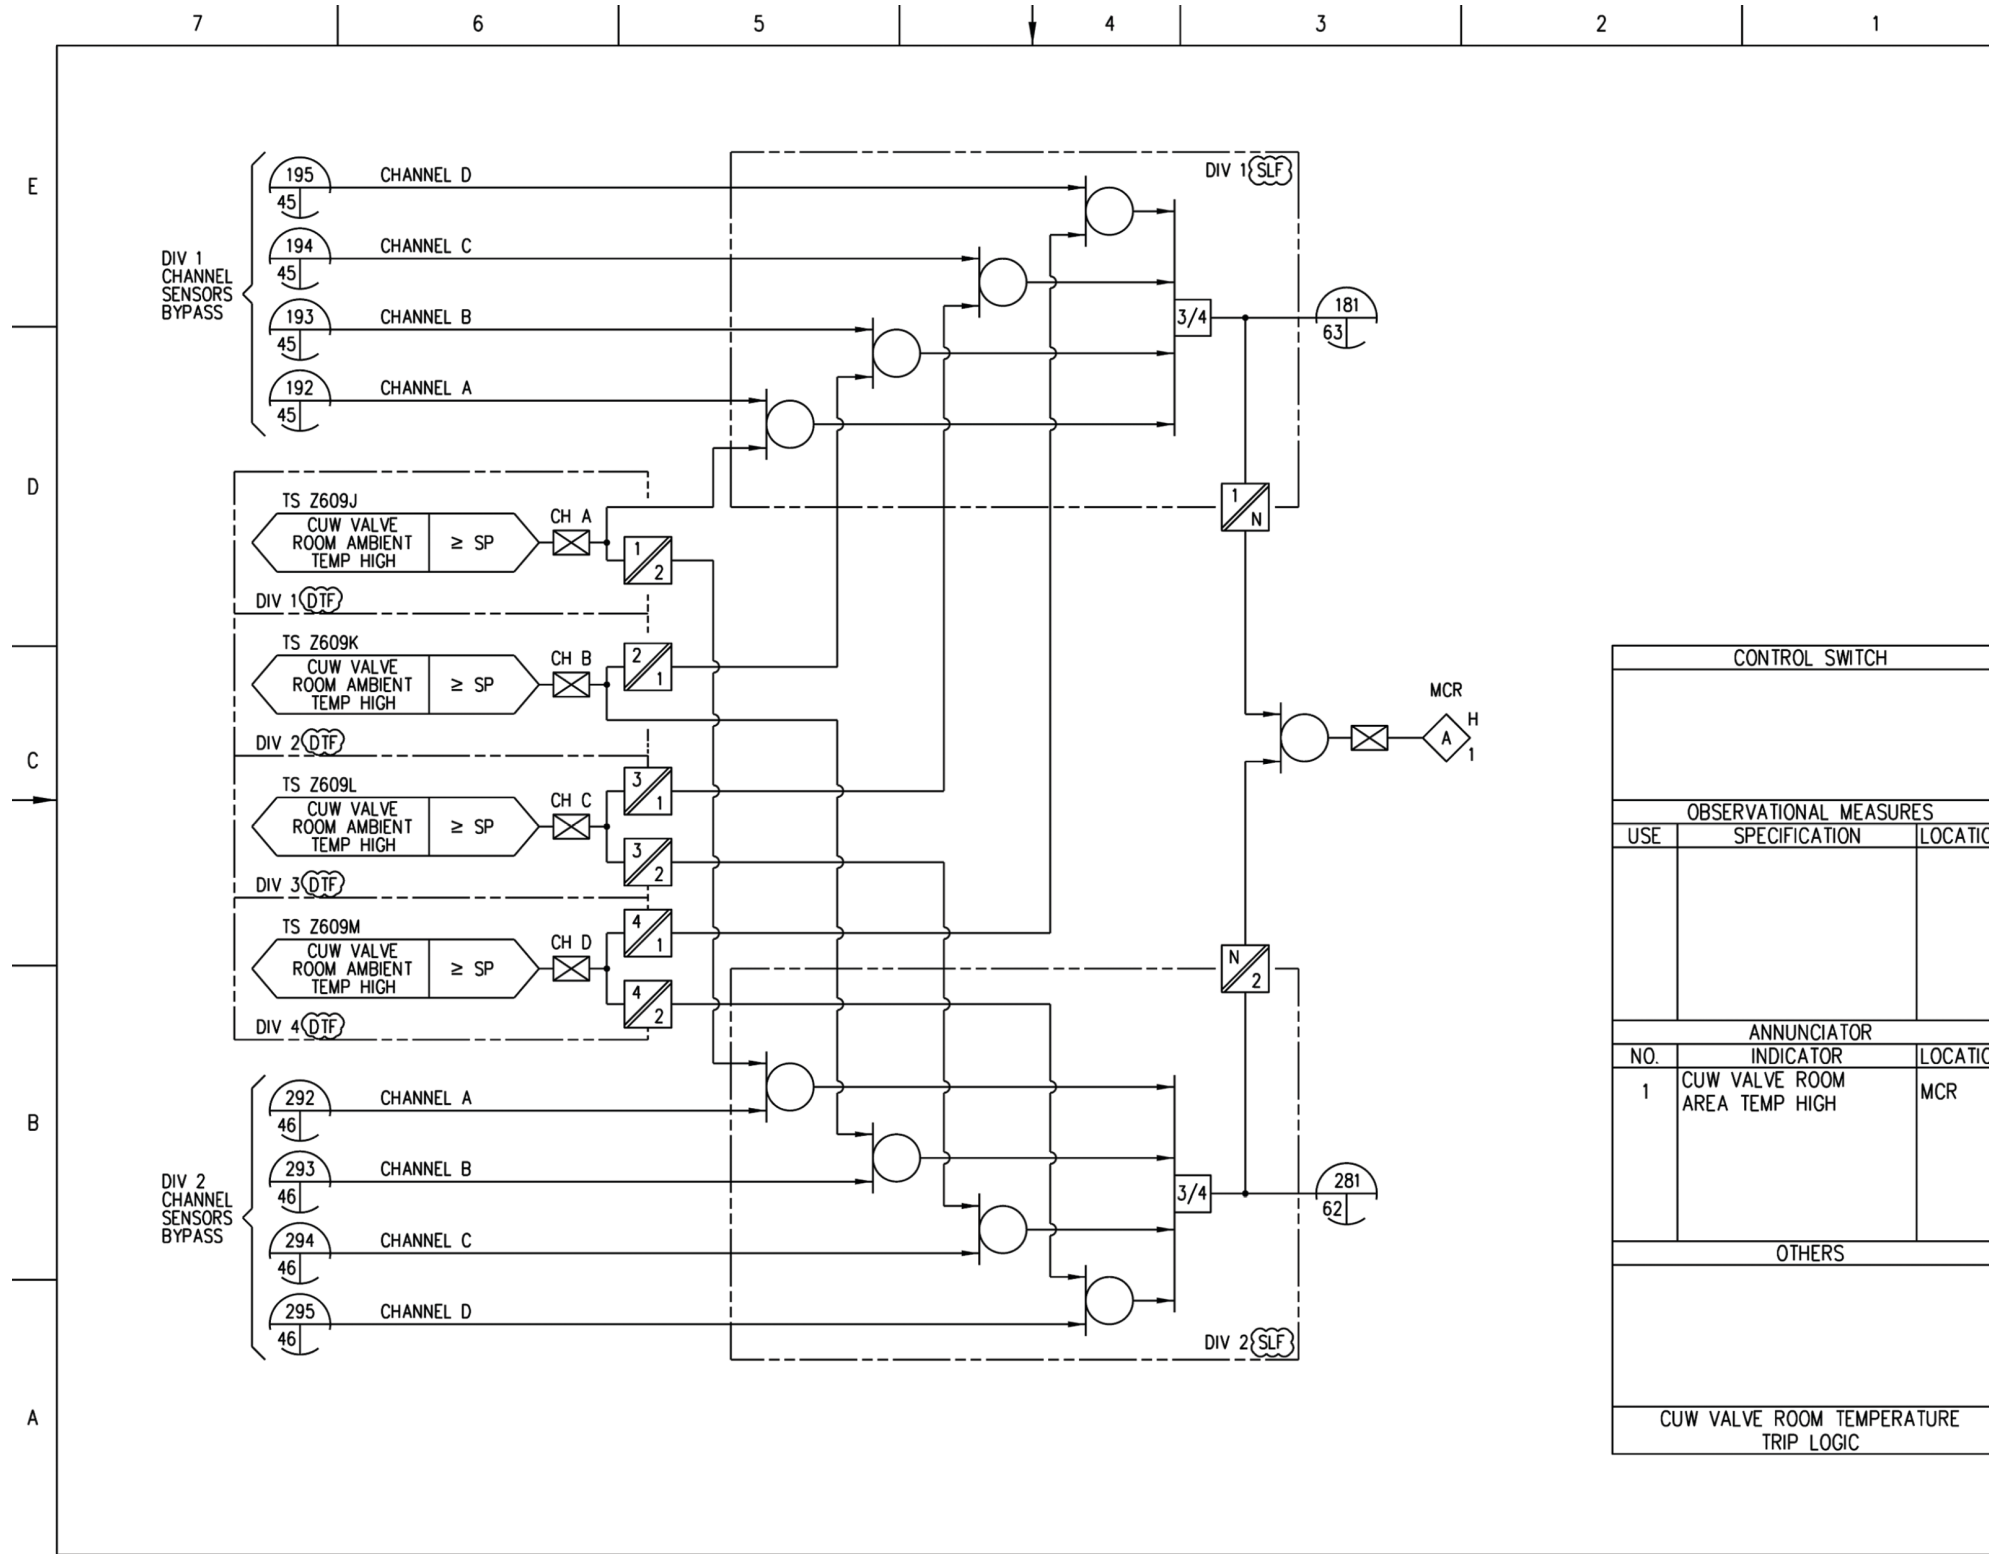 7 6 5 4 3 2 1
E
D
C
B
A
DIV 1
CHANNEL
SENSORS
BYPASS
195
45
CHANNEL D
194
45
CHANNEL C
193
45
CHANNEL B
192
45
CHANNEL A
DIV 1 SLF
3/4
181
63
1
N
TS Z609J
CUW VALVE
ROOM AMBIENT
TEMP HIGH
≥ SP
CH A
1
2
DIV 1 DTF
TS Z609K
CUW VALVE
ROOM AMBIENT
TEMP HIGH
≥ SP
CH B
2
1
DIV 2 DTF
TS Z609L
CUW VALVE
ROOM AMBIENT
TEMP HIGH
≥ SP
CH C
3
1
3
2
DIV 3 DTF
TS Z609M
CUW VALVE
ROOM AMBIENT
TEMP HIGH
≥ SP
CH D
4
1
4
2
DIV 4 DTF
MCR
A
H
1
N
2
DIV 2
CHANNEL
SENSORS
BYPASS
292
46
CHANNEL A
293
46
CHANNEL B
294
46
CHANNEL C
295
46
CHANNEL D
3/4
281
62
DIV 2 SLF
CONTROL SWITCH
OBSERVATIONAL MEASURES
USE SPECIFICATION LOCATIO
ANNUNCIATOR
NO. INDICATOR LOCATIO
1 CUW VALVE ROOM
AREA TEMP HIGH MCR
OTHERS
CUW VALVE ROOM TEMPERATURE
TRIP LOGIC